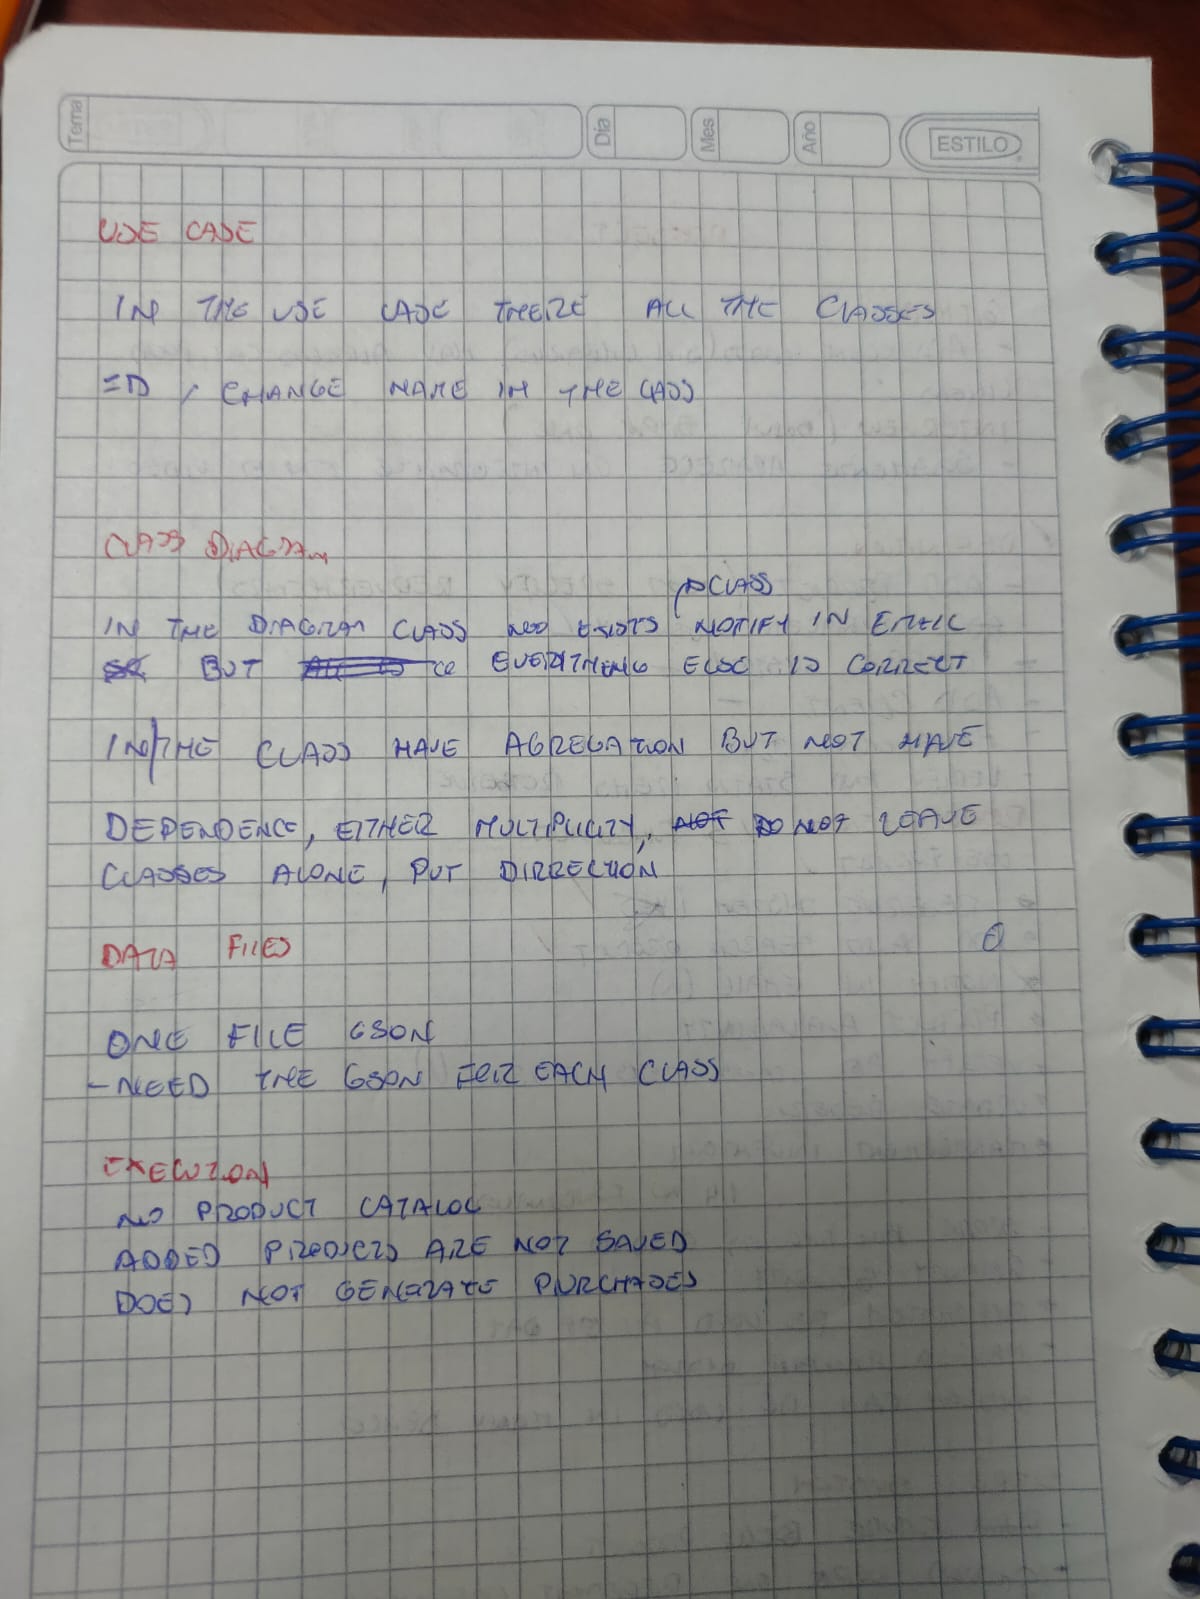 Tema Día Mes Año ESTILO
USE CASE
IN THE USE CASE THERE ALL THE CLASSES
ID, CHANGE NAME IN THE CASS
CLASS DIAGRAM
CLASS
IN THE DIAGRAM CLASS NOO EXISTS NOTIFY IN EMAIL
BUT EVERYTHING ELSE IS CORRECT
IN THE CLASS HAVE AGREGATION BUT NOT HAVE
DEPENDENCE, EITHER MULTIPLICITY, NOT DO NOT LEAVE
CLASSES ALONE, PUT DIRRECTION
DATA FILES
ONE FILE GSON
- NEED THE GSON FOR EACH CLASS
EXECUTION
NO PRODUCT CATALOG
ADDED PRODUCTS ARE NOT SAVED
DOES NOT GENERATE PURCHASES